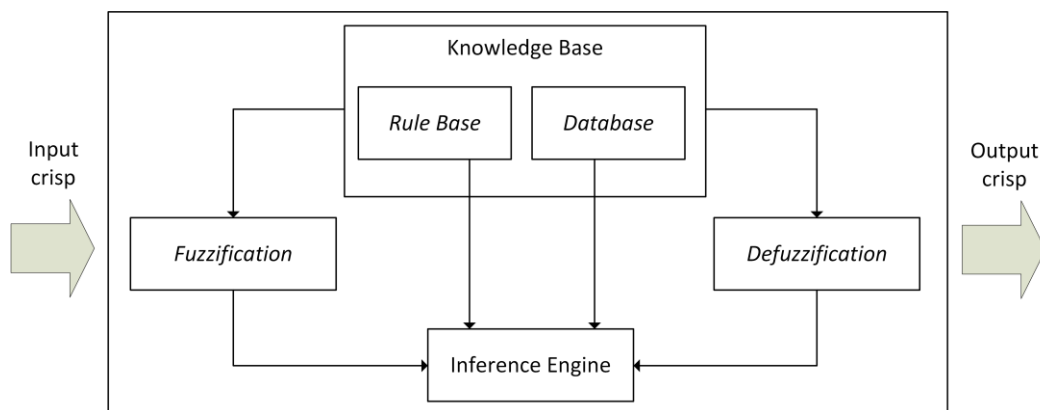 Knowledge Base
Rule Base
Database
Input
crisp
Output
crisp
Fuzzification
Defuzzification
Inference Engine